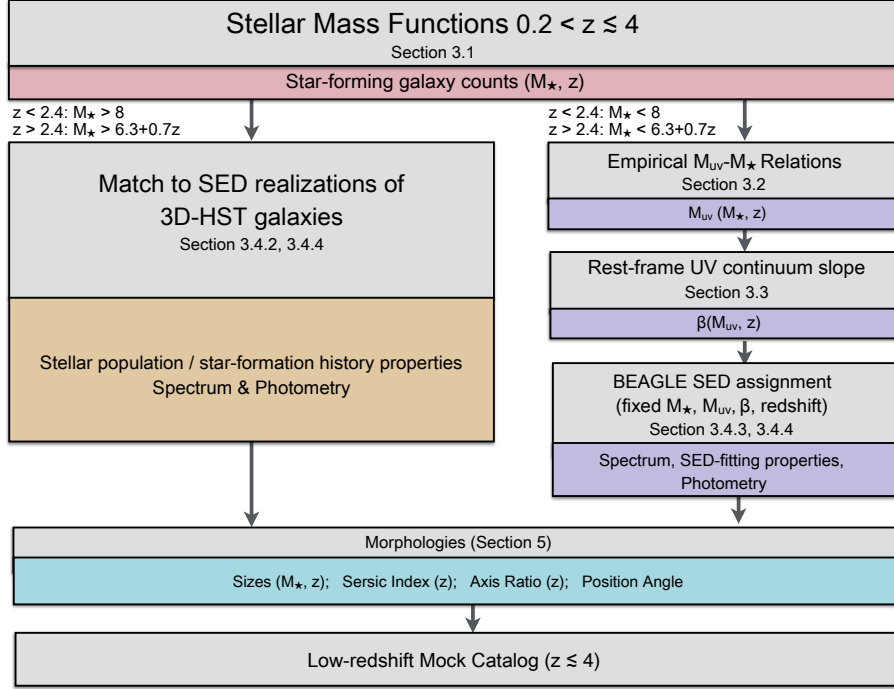 Stellar Mass Functions 0.2 < z ≲ 4
Section 3.1
Star-forming galaxy counts (M★, z)
z < 2.4: M★ > 8
z > 2.4: M★ > 6.3+0.7z
Match to SED realizations of
3D-HST galaxies
Section 3.4.2, 3.4.4
Stellar population / star-formation history properties
Spectrum & Photometry
z < 2.4: M★ < 8
z > 2.4: M★ < 6.3+0.7z
Empirical Muv-M★ Relations
Section 3.2
Muv (M★, z)
Rest-frame UV continuum slope
Section 3.3
β(Muv, z)
BEAGLE SED assignment
(fixed M★, Muv, β, redshift)
Section 3.4.3, 3.4.4
Spectrum, SED-fitting properties,
Photometry
Morphologies (Section 5)
Sizes (M★, z); Sersic Index (z); Axis Ratio (z); Position Angle
Low-redshift Mock Catalog (z ≲ 4)